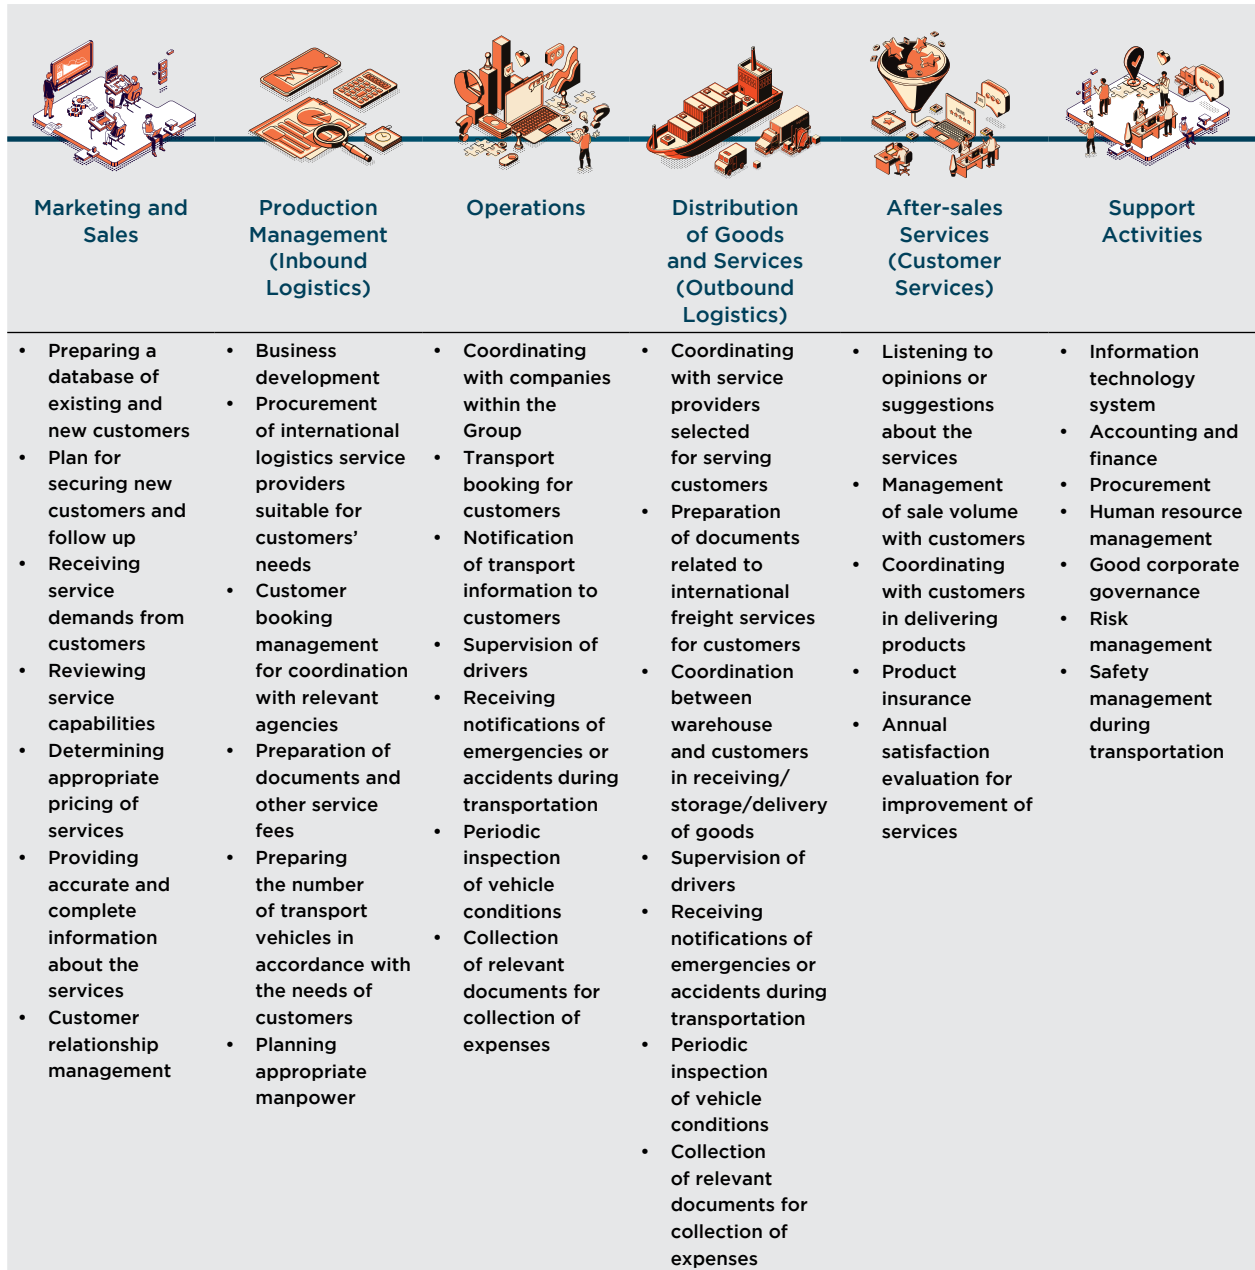 Marketing and
Sales
Production
Management
(Inbound
Logistics)
Operations
Distribution
of Goods
and Services
(Outbound
Logistics)
After-sales
Services
(Customer
Services)
Support
Activities
• Preparing a
database of
existing and
new customers
• Plan for
securing new
customers and
follow up
• Receiving
service
demands from
customers
• Reviewing
service
capabilities
• Determining
appropriate
pricing of
services
• Providing
accurate and
complete
information
about the
services
• Customer
relationship
management
• Business
development
• Procurement
of international
logistics service
providers
suitable for
customers’
needs
• Customer
booking
management
for coordination
with relevant
agencies
• Preparation of
documents and
other service
fees
• Preparing
the number
of transport
vehicles in
accordance with
the needs of
customers
• Planning
appropriate
manpower
• Coordinating
with companies
within the
Group
• Transport
booking for
customers
• Notification
of transport
information to
customers
• Supervision of
drivers
• Receiving
notifications of
emergencies or
accidents during
transportation
• Periodic
inspection
of vehicle
conditions
• Collection
of relevant
documents for
collection of
expenses
• Coordinating
with service
providers
selected
for serving
customers
• Preparation
of documents
related to
international
freight services
for customers
• Coordination
between
warehouse
and customers
in receiving/
storage/delivery
of goods
• Supervision of
drivers
• Receiving
notifications of
emergencies or
accidents during
transportation
• Periodic
inspection
of vehicle
conditions
• Collection
of relevant
documents for
collection of
expenses
• Listening to
opinions or
suggestions
about the
services
• Management
of sale volume
with customers
• Coordinating
with customers
in delivering
products
• Product
insurance
• Annual
satisfaction
evaluation for
improvement of
services
• Information
technology
system
• Accounting and
finance
• Procurement
• Human resource
management
• Good corporate
governance
• Risk
management
• Safety
management
during
transportation